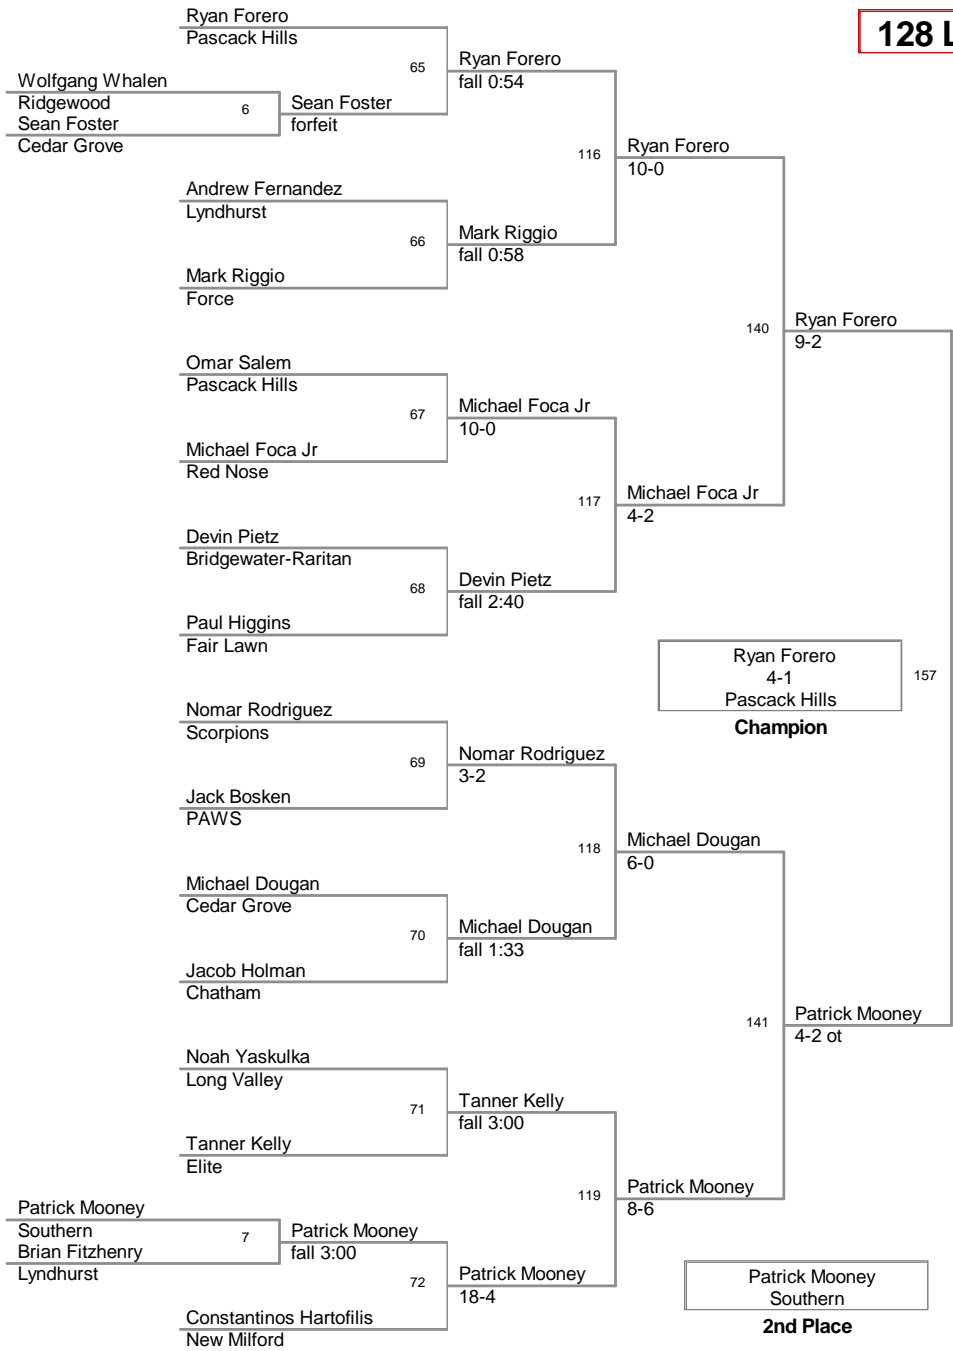 Ryan Forero
Pascack Hills
128 L
65
Ryan Forero
fall 0:54
Wolfgang Whalen
Ridgewood
6
Sean Foster
forfeit
Sean Foster
Cedar Grove
116
Ryan Forero
10-0
Andrew Fernandez
Lyndhurst
66
Mark Riggio
fall 0:58
Mark Riggio
Force
140
Ryan Forero
9-2
Omar Salem
Pascack Hills
67
Michael Foca Jr
10-0
Michael Foca Jr
Red Nose
117
Michael Foca Jr
4-2
Devin Pietz
Bridgewater-Raritan
68
Devin Pietz
fall 2:40
Paul Higgins
Fair Lawn
Ryan Forero
4-1
Pascack Hills
157
Champion
Nomar Rodriguez
Scorpions
69
Nomar Rodriguez
3-2
Jack Bosken
PAWS
118
Michael Dougan
6-0
Michael Dougan
Cedar Grove
70
Michael Dougan
fall 1:33
Jacob Holman
Chatham
141
Patrick Mooney
4-2 ot
Noah Yaskulka
Long Valley
71
Tanner Kelly
fall 3:00
Tanner Kelly
Elite
119
Patrick Mooney
8-6
Patrick Mooney
Southern
7
Patrick Mooney
fall 3:00
Brian Fitzhenry
Lyndhurst
72
Patrick Mooney
18-4
Constantinos Hartofilis
New Milford
Patrick Mooney
Southern
2nd Place